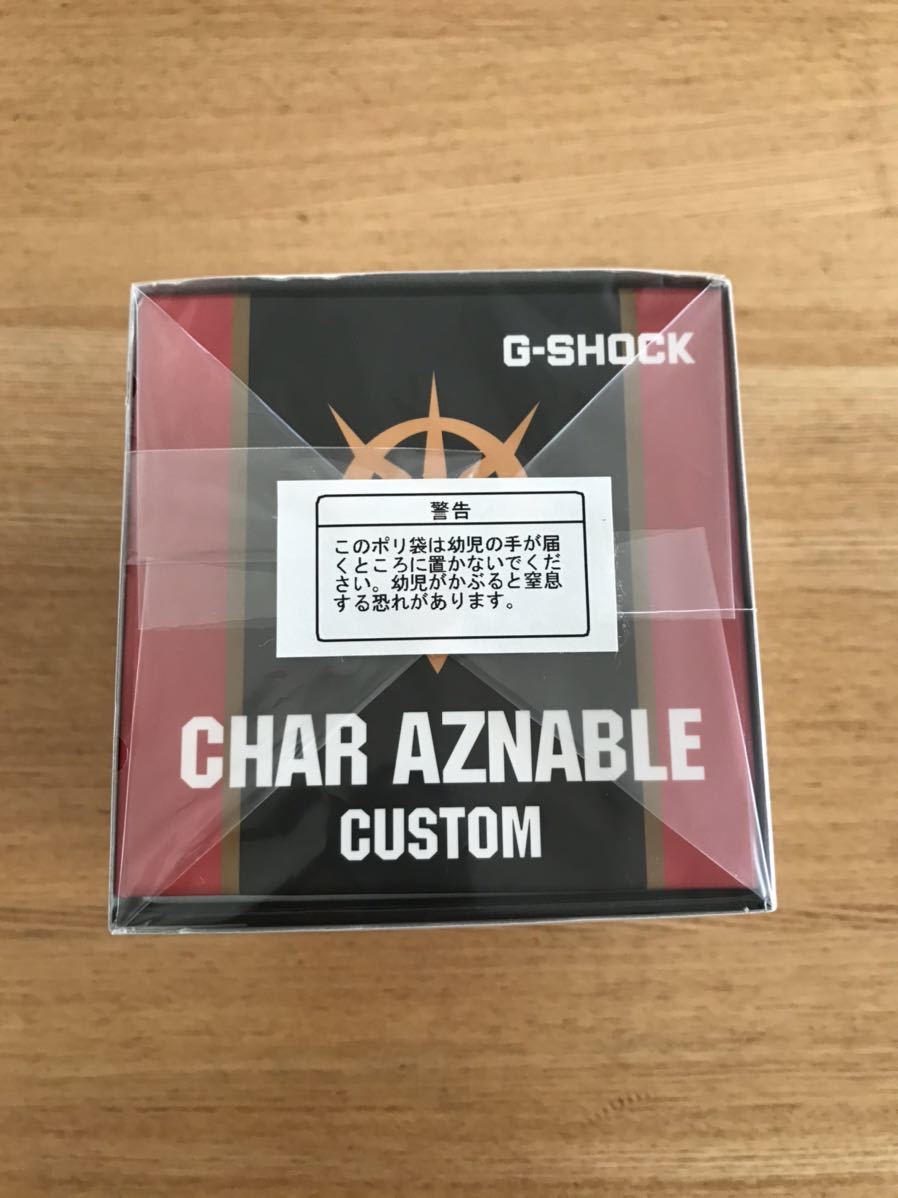 G-SHOCK
警告
このポリ袋は幼児の手が届
くところに置かないでくだ
さい。幼児がかぶると窒息
する恐れがあります。
CHAR AZNABLE
CUSTOM